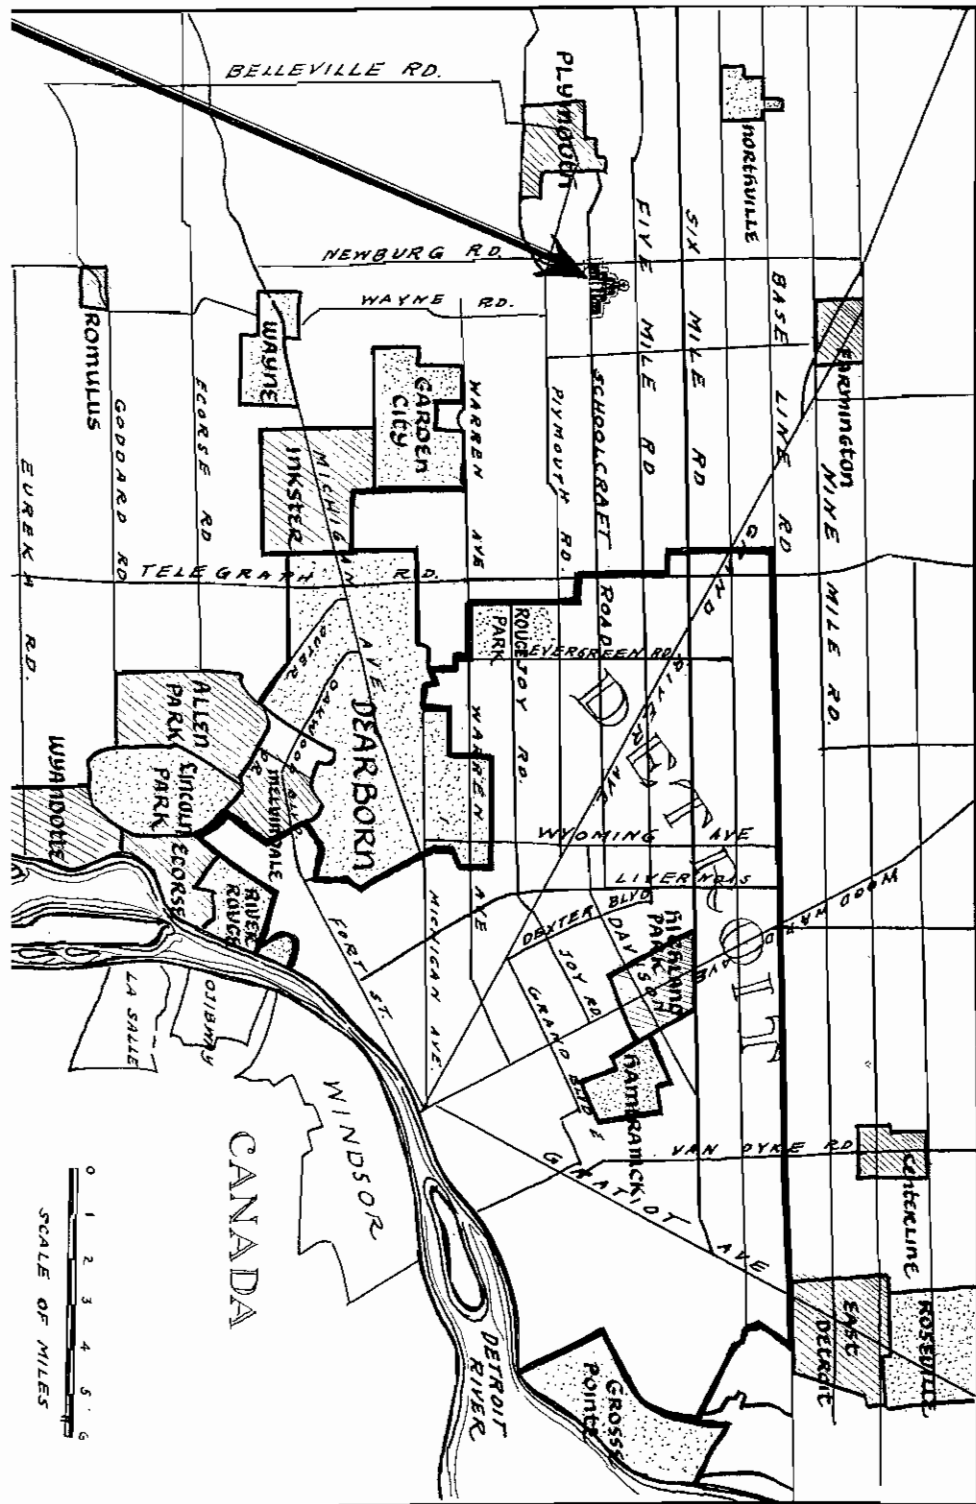 BELLEVILLE RD.
PLYMOUTH
NORTHVILLE
NEWBURG RD.
WAYNE RD.
FIVE MILE RD
SIX MILE RD
BASE LINE RD
FARMINGTON
NINE MILE RD.
ROMULUS
WAYNE
GARDEN
CITY
WARREN AVE
PLYMOUTH RD.
SCHOOLCRAFT ROAD
ECORSE RD
GODDARD RD
EUREKA RD.
INKSTER
MICHIGAN AVE
TELEGRAPH RD.
GRAND RIVER AVE
ROUGE
PARK
JOY RD.
EVERGREEN RD.
OUTER DR
OAKWOOD BLVD
DEARBORN
WARREN AVE
ALLEN
PARK
LINCOLN
PARK
MELVINDALE
WYANDOTTE
ECORSE
RIVER
ROUGE
DETROIT
WYOMING AVE
LIVERNOIS
WOODWARD AVE
DEXTER BLVD
DAVISON
HIGHLAND
PARK
JOY RD.
GRAND BLVD E
MICHIGAN AVE.
FORT ST.
HAMTRAMCK
VAN DYKE RD
GRATIOT AVE
CENTERLINE
EAST
DETROIT
ROSEVILLE
GROSSE
POINTE
DETROIT
RIVER
LA SALLE
OJIBWAY
WINDSOR
CANADA
0 1 2 3 4 5 6
SCALE OF MILES